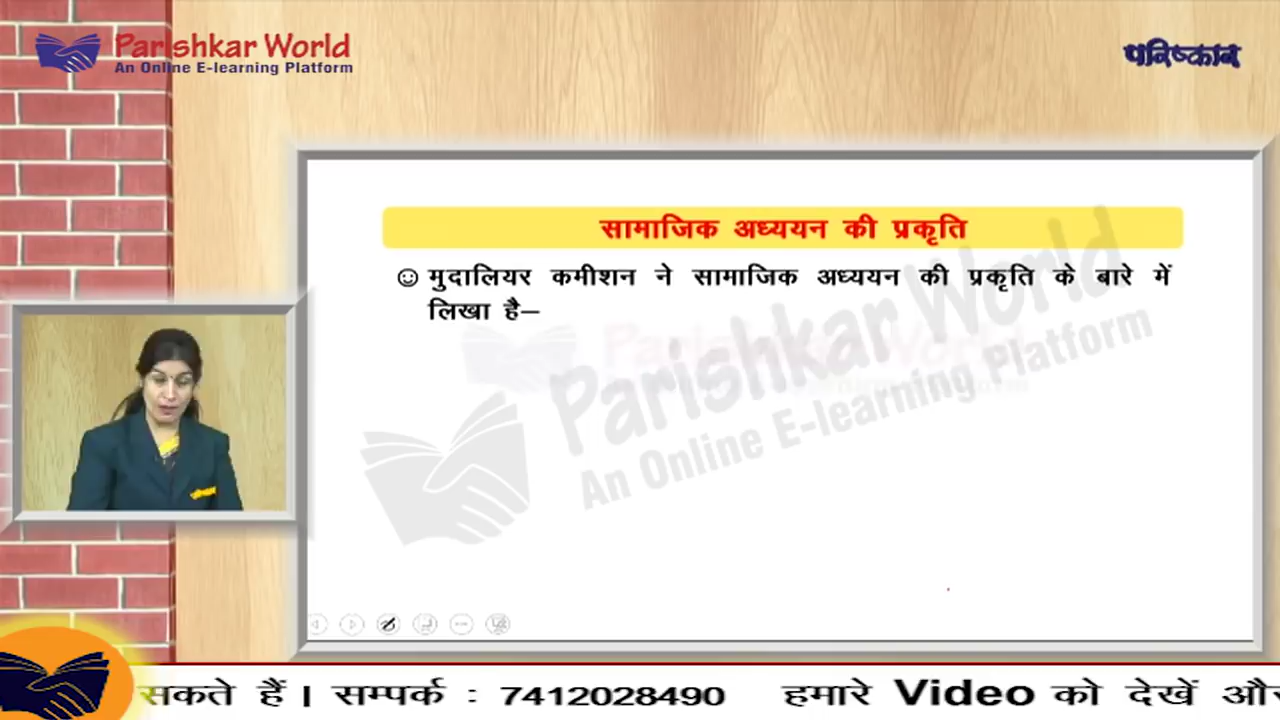 Parishkar World
An Online E-learning Platform
परिष्कार
सामाजिक अध्ययन की प्रकृति
☺ मुदालियर कमीशन ने सामाजिक अध्ययन की प्रकृति के बारे में
लिखा है–
Parishkar World
An Online E-learning Platform
सकते हैं। सम्पर्क : 7412028490 हमारे Video को देखें और